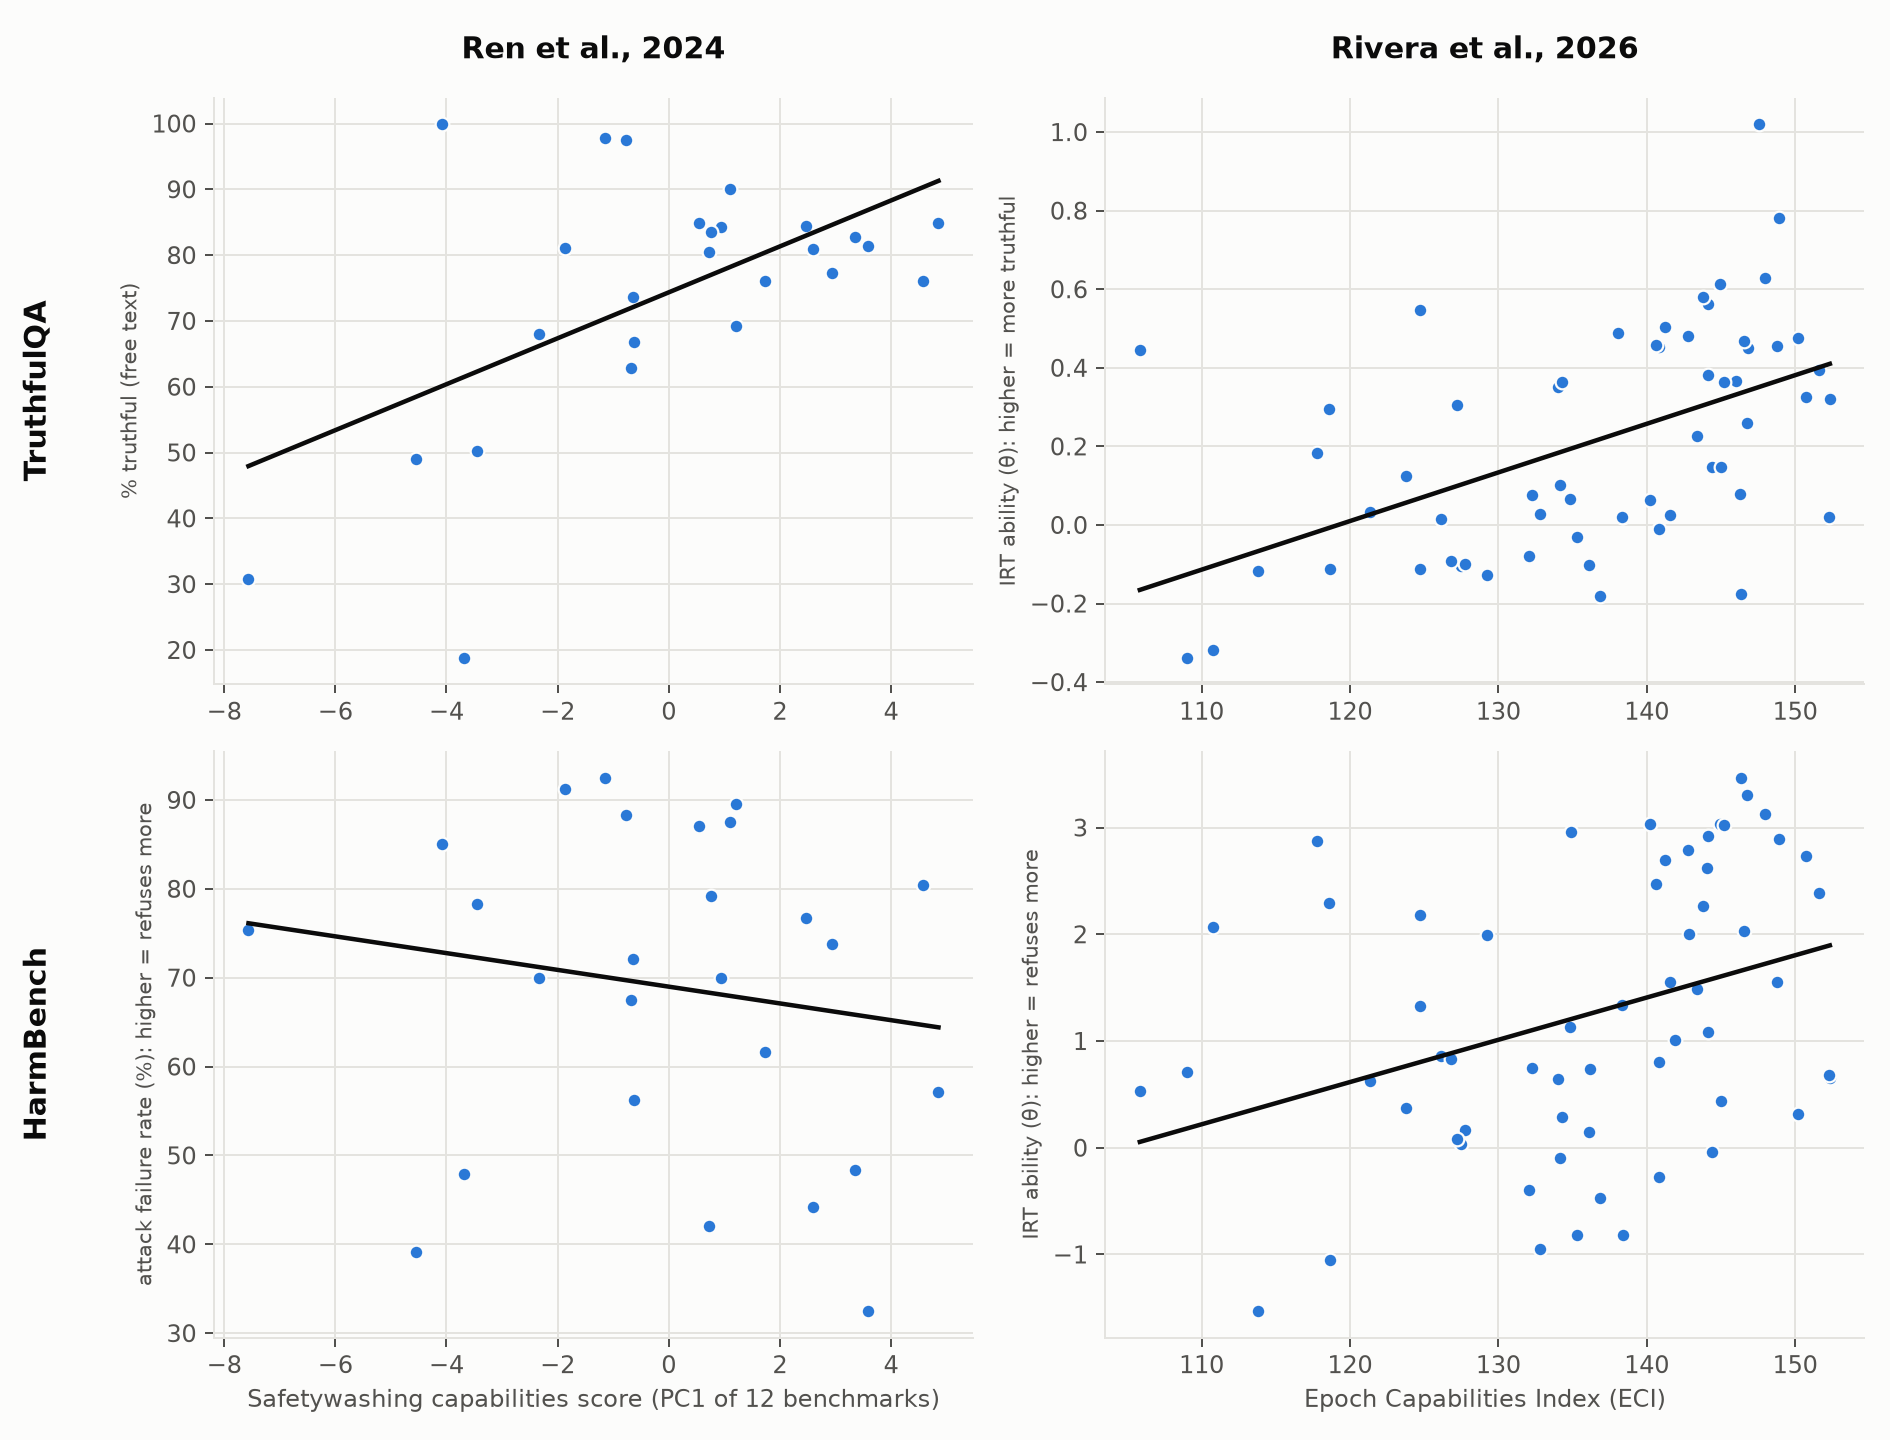 Ren et al., 2024
Rivera et al., 2026
TruthfulQA
% truthful (free text)
100
90
80
70
60
50
40
30
20
−8 −6 −4 −2 0 2 4
IRT ability (θ): higher = more truthful
1.0
0.8
0.6
0.4
0.2
0.0
−0.2
−0.4
110 120 130 140 150
HarmBench
attack failure rate (%): higher = refuses more
90
80
70
60
50
40
30
−8 −6 −4 −2 0 2 4
Safetywashing capabilities score (PC1 of 12 benchmarks)
IRT ability (θ): higher = refuses more
3
2
1
0
−1
110 120 130 140 150
Epoch Capabilities Index (ECI)